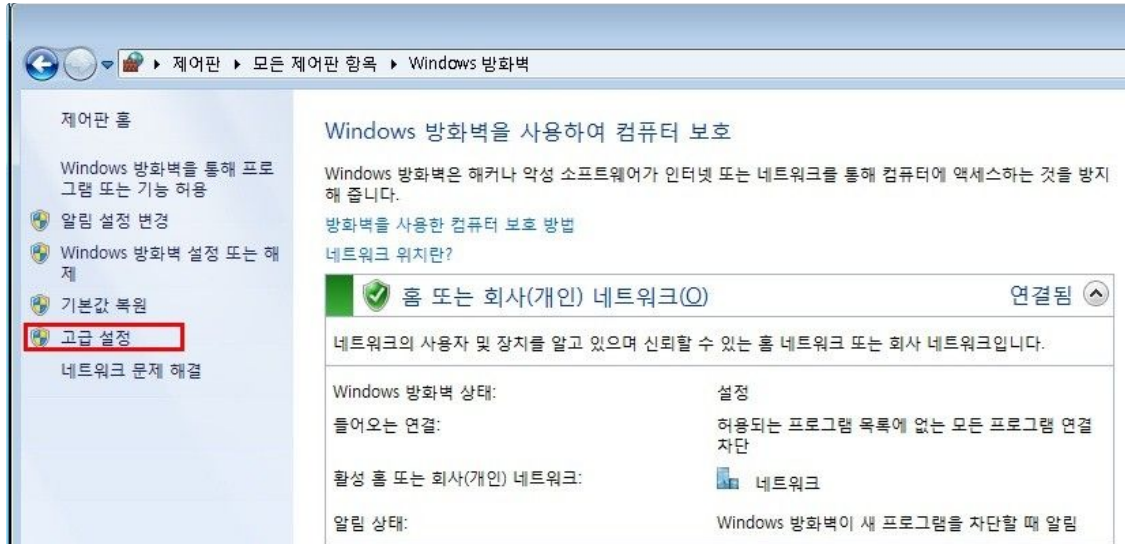 제어판 ▸ 모든 제어판 항목 ▸ Windows 방화벽
제어판 홈
Windows 방화벽을 통해 프로
그램 또는 기능 허용
알림 설정 변경
Windows 방화벽 설정 또는 해
제
기본값 복원
고급 설정
네트워크 문제 해결
Windows 방화벽을 사용하여 컴퓨터 보호
Windows 방화벽은 해커나 악성 소프트웨어가 인터넷 또는 네트워크를 통해 컴퓨터에 액세스하는 것을 방지
해 줍니다.
방화벽을 사용한 컴퓨터 보호 방법
네트워크 위치란?
홈 또는 회사(개인) 네트워크(O) 연결됨
네트워크의 사용자 및 장치를 알고 있으며 신뢰할 수 있는 홈 네트워크 또는 회사 네트워크입니다.
Windows 방화벽 상태: 설정
들어오는 연결: 허용되는 프로그램 목록에 없는 모든 프로그램 연결
차단
활성 홈 또는 회사(개인) 네트워크: 네트워크
알림 상태: Windows 방화벽이 새 프로그램을 차단할 때 알림